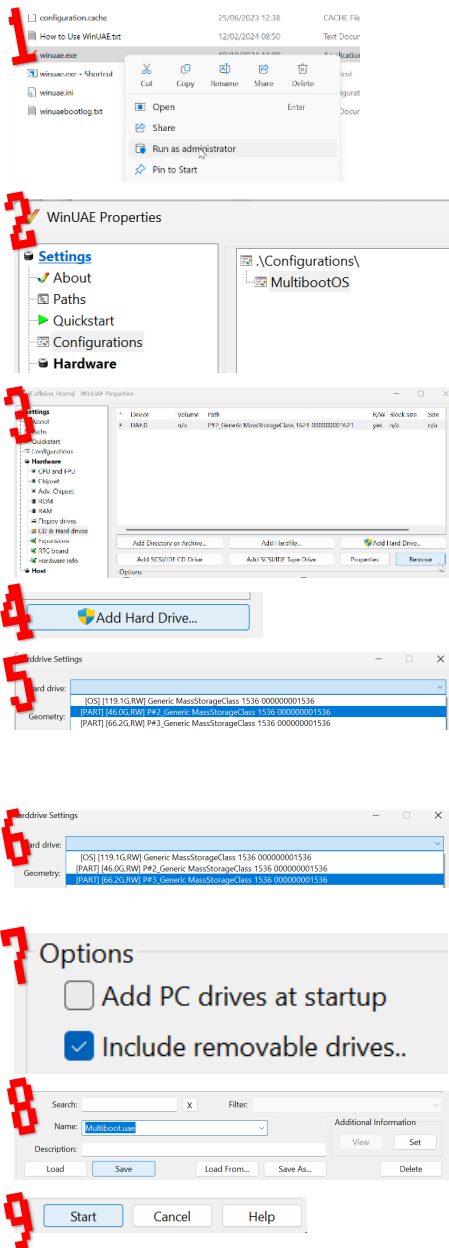 1
configuration.cache 25/06/2023 12:38 CACHE File
How to Use WinUAE.txt 12/02/2024 08:50 Text Docum
winuae.exe Application
winuae.exe - Shortcut
winuae.ini
winuaebootlog.txt
Cut Copy Rename Share Delete
Open Enter
Share
Run as administrator
Pin to Start
2
WinUAE Properties
Settings
About
Paths
Quickstart
Configurations
Hardware
.\Configurations\
MultibootOS
3
[Caffeine_Storm] - WinUAE Properties
Settings
About
Paths
Quickstart
Configurations
Hardware
CPU and FPU
Chipset
Adv. Chipset
ROM
RAM
Floppy drives
CD & Hard drives
Expansions
RTG board
Hardware info
Host
* Device Volume Path R/W Block size Size
n/a P#2_Generic MassStorageClass 1621 000000001621 yes n/a n/a
Add Directory or Archive... Add Hardfile... Add Hard Drive...
Add SCSI/IDE CD Drive Add SCSI/IDE Tape Drive Properties Remove
Options
4
Add Hard Drive...
5
Harddrive Settings
Hard drive:
[OS] [119.1G,RW] Generic MassStorageClass 1536 000000001536
Geometry: [PART] [46.0G,RW] P#2_Generic MassStorageClass 1536 000000001536
[PART] [66.2G,RW] P#3_Generic MassStorageClass 1536 000000001536
6
Harddrive Settings
Hard drive:
[OS] [119.1G,RW] Generic MassStorageClass 1536 000000001536
Geometry: [PART] [46.0G,RW] P#2_Generic MassStorageClass 1536 000000001536
[PART] [66.2G,RW] P#3_Generic MassStorageClass 1536 000000001536
7
Options
Add PC drives at startup
Include removable drives..
8
Search: X Filter:
Name: Multiboot.uae Additional Information
View Set
Description:
Load Save Load From... Save As... Delete
9
Start Cancel Help